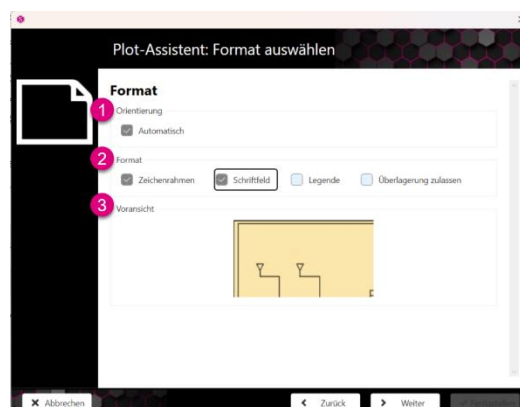 Plot-Assistent: Format auswählen
Format
1 Orientierung
Automatisch
2 Format
Zeichenrahmen Schriftfeld Legende Überlagerung zulassen
3 Voransicht
Abbrechen Zurück Weiter